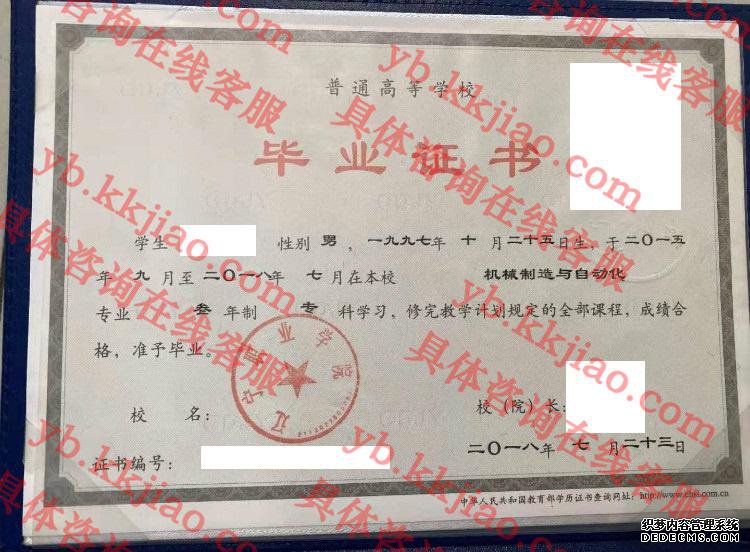 普通高等学校
毕业证书
学生 性别 男 ，一九九七年 十 月二十五日生，于二〇一五
年 九 月至二〇一八年 七 月在本校 机械制造与自动化
专业 叁 年制 专 科学习，修完教学计划规定的全部课程，成绩合
格，准予毕业。
校 名：
校（院）长：
二〇一八年 七 月二十三日
证书编号：
中华人民共和国教育部学历证书查询网址：http://www.chsi.com.cn
yb.kkjiao.com
具体咨询在线客服
织梦内容管理系统
DEDECMS.COM